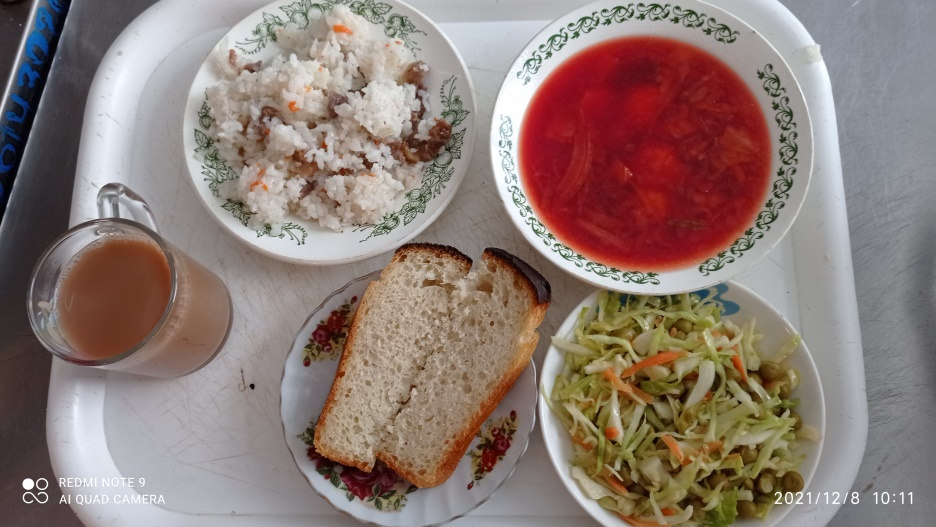 REDMI NOTE 9
AI QUAD CAMERA
2021/12/8 10:11